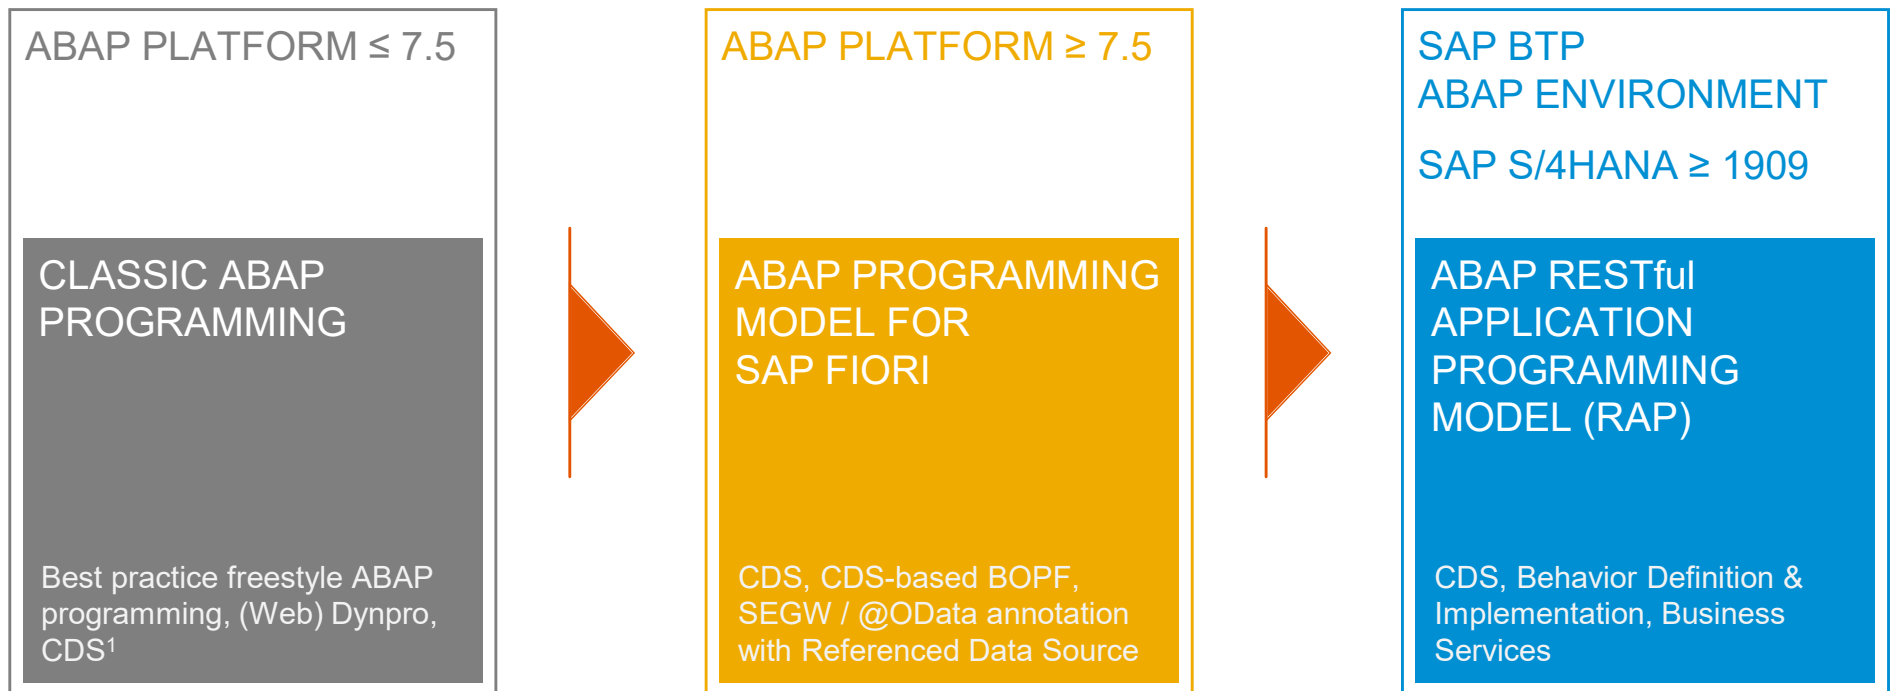 ABAP PLATFORM ≤ 7.5
CLASSIC ABAP
PROGRAMMING
Best practice freestyle ABAP
programming, (Web) Dynpro,
CDS¹
ABAP PLATFORM ≥ 7.5
ABAP PROGRAMMING
MODEL FOR
SAP FIORI
CDS, CDS-based BOPF,
SEGW / @OData annotation
with Referenced Data Source
SAP BTP
ABAP ENVIRONMENT
SAP S/4HANA ≥ 1909
ABAP RESTful
APPLICATION
PROGRAMMING
MODEL (RAP)
CDS, Behavior Definition &
Implementation, Business
Services